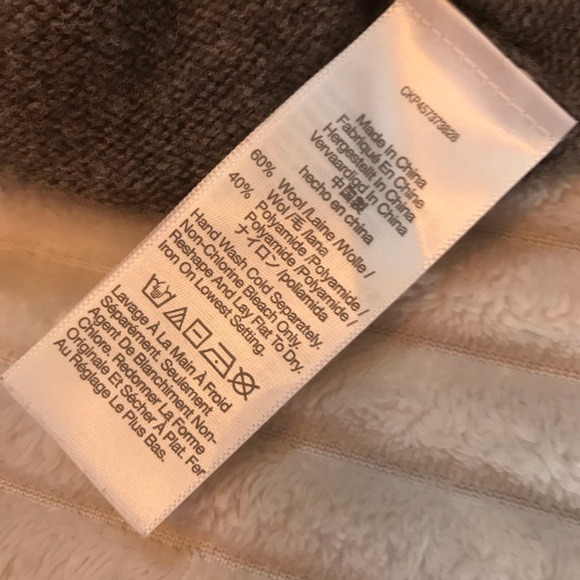 CKP457373828
Made In China
Fabriqué En Chine
Hergestellt In China
Vervaardigd In China
中国製
hecho en china
60% Wool/Laine/Wolle/
Wol/毛/lana
40% Polyamide/Polyamide/
Polyamide/Polyamide/
ナイロン/poliamida
Hand Wash Cold Separately.
Non-Chlorine Bleach Only.
Reshape And Lay Flat To Dry.
Iron On Lowest Setting.
Lavage À La Main À Froid
Séparément. Seulement
Agent De Blanchiment Non-
Chlore. Redonner La Forme
Originale Et Sécher À Plat. Fer
Au Réglage Le Plus Bas.